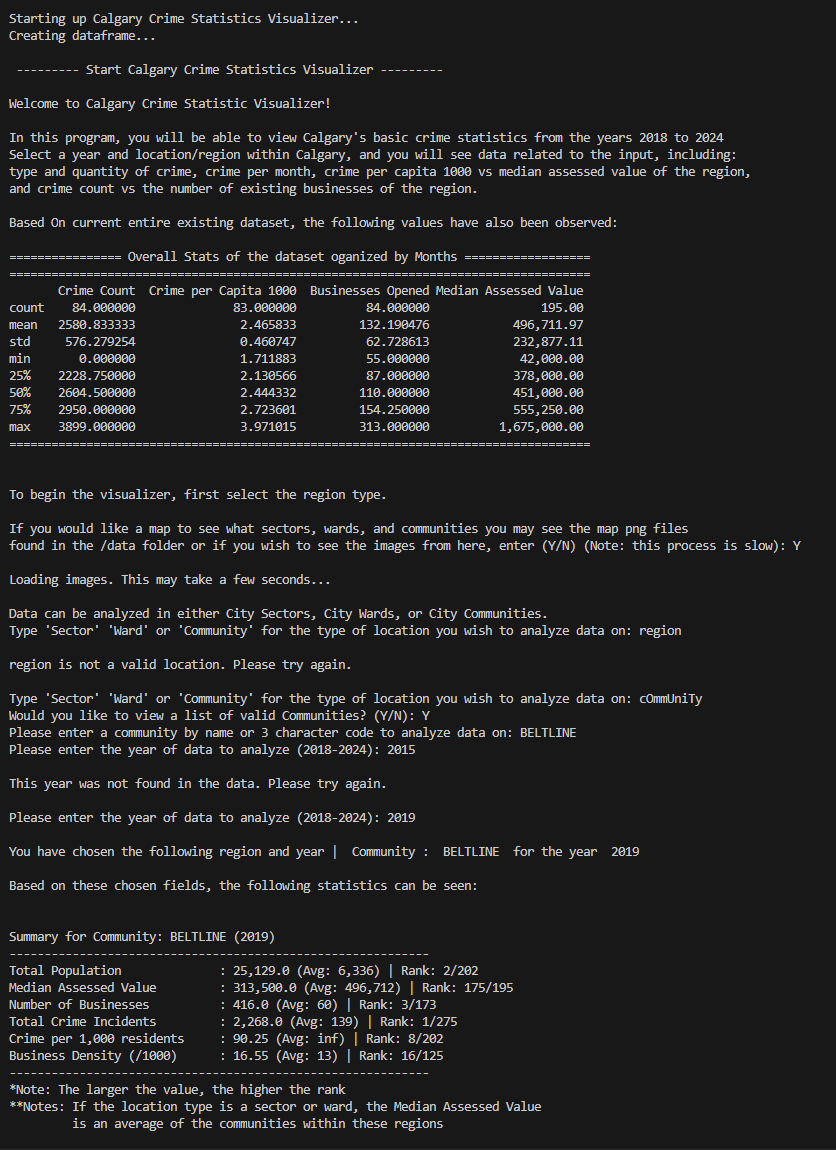 Starting up Calgary Crime Statistics Visualizer...
Creating dataframe...
--------- Start Calgary Crime Statistics Visualizer ---------
Welcome to Calgary Crime Statistic Visualizer!
In this program, you will be able to view Calgary's basic crime statistics from the years 2018 to 2024
Select a year and location/region within Calgary, and you will see data related to the input, including:
type and quantity of crime, crime per month, crime per capita 1000 vs median assessed value of the region,
and crime count vs the number of existing businesses of the region.
Based On current entire existing dataset, the following values have also been observed:
================ Overall Stats of the dataset oganized by Months ==================
===================================================================================
Crime Count  Crime per Capita 1000  Businesses Opened Median Assessed Value
count    84.000000              83.000000          84.000000                195.00
mean   2580.833333               2.465833         132.190476            496,711.97
std     576.279254               0.460747          62.728613            232,877.11
min       0.000000               1.711883          55.000000             42,000.00
25%    2228.750000               2.130566          87.000000            378,000.00
50%    2604.500000               2.444332         110.000000            451,000.00
75%    2950.000000               2.723601         154.250000            555,250.00
max    3899.000000               3.971015         313.000000          1,675,000.00
===================================================================================
To begin the visualizer, first select the region type.
If you would like a map to see what sectors, wards, and communities you may see the map png files
found in the /data folder or if you wish to see the images from here, enter (Y/N) (Note: this process is slow): Y
Loading images. This may take a few seconds...
Data can be analyzed in either City Sectors, City Wards, or City Communities.
Type 'Sector' 'Ward' or 'Community' for the type of location you wish to analyze data on: region
region is not a valid location. Please try again.
Type 'Sector' 'Ward' or 'Community' for the type of location you wish to analyze data on: cOmmUniTy
Would you like to view a list of valid Communities? (Y/N): Y
Please enter a community by name or 3 character code to analyze data on: BELTLINE
Please enter the year of data to analyze (2018-2024): 2015
This year was not found in the data. Please try again.
Please enter the year of data to analyze (2018-2024): 2019
You have chosen the following region and year |  Community :  BELTLINE  for the year  2019
Based on these chosen fields, the following statistics can be seen:
Summary for Community: BELTLINE (2019)
------------------------------------------------------------
Total Population              : 25,129.0 (Avg: 6,336) | Rank: 2/202
Median Assessed Value         : 313,500.0 (Avg: 496,712) | Rank: 175/195
Number of Businesses          : 416.0 (Avg: 60) | Rank: 3/173
Total Crime Incidents         : 2,268.0 (Avg: 139) | Rank: 1/275
Crime per 1,000 residents     : 90.25 (Avg: inf) | Rank: 8/202
Business Density (/1000)      : 16.55 (Avg: 13) | Rank: 16/125
------------------------------------------------------------
*Note: The larger the value, the higher the rank
**Notes: If the location type is a sector or ward, the Median Assessed Value
is an average of the communities within these regions